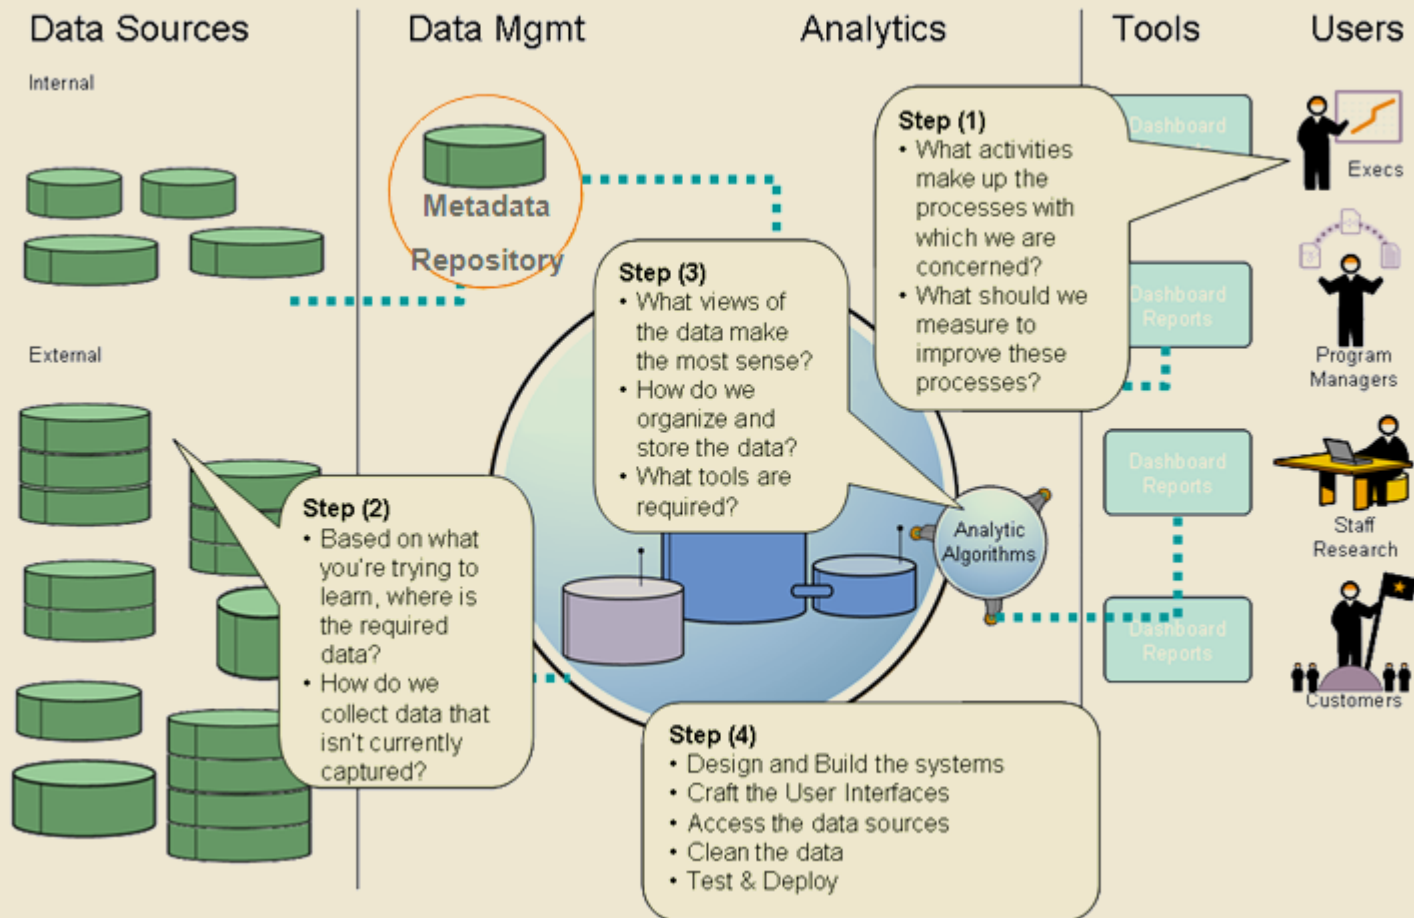 Data Sources
Data Mgmt
Analytics
Tools
Users
Internal
Metadata
Repository
External
Step (1)
• What activities
make up the
processes with
which we are
concerned?
• What should we
measure to
improve these
processes?
Step (2)
• Based on what
you're trying to
learn, where is
the required
data?
• How do we
collect data that
isn't currently
captured?
Step (3)
• What views of
the data make
the most sense?
• How do we
organize and
store the data?
• What tools are
required?
Analytic
Algorithms
Step (4)
• Design and Build the systems
• Craft the User Interfaces
• Access the data sources
• Clean the data
• Test & Deploy
Dashboard
Dashboard
Reports
Dashboard
Reports
Dashboard
Reports
Execs
Program
Managers
Staff
Research
Customers